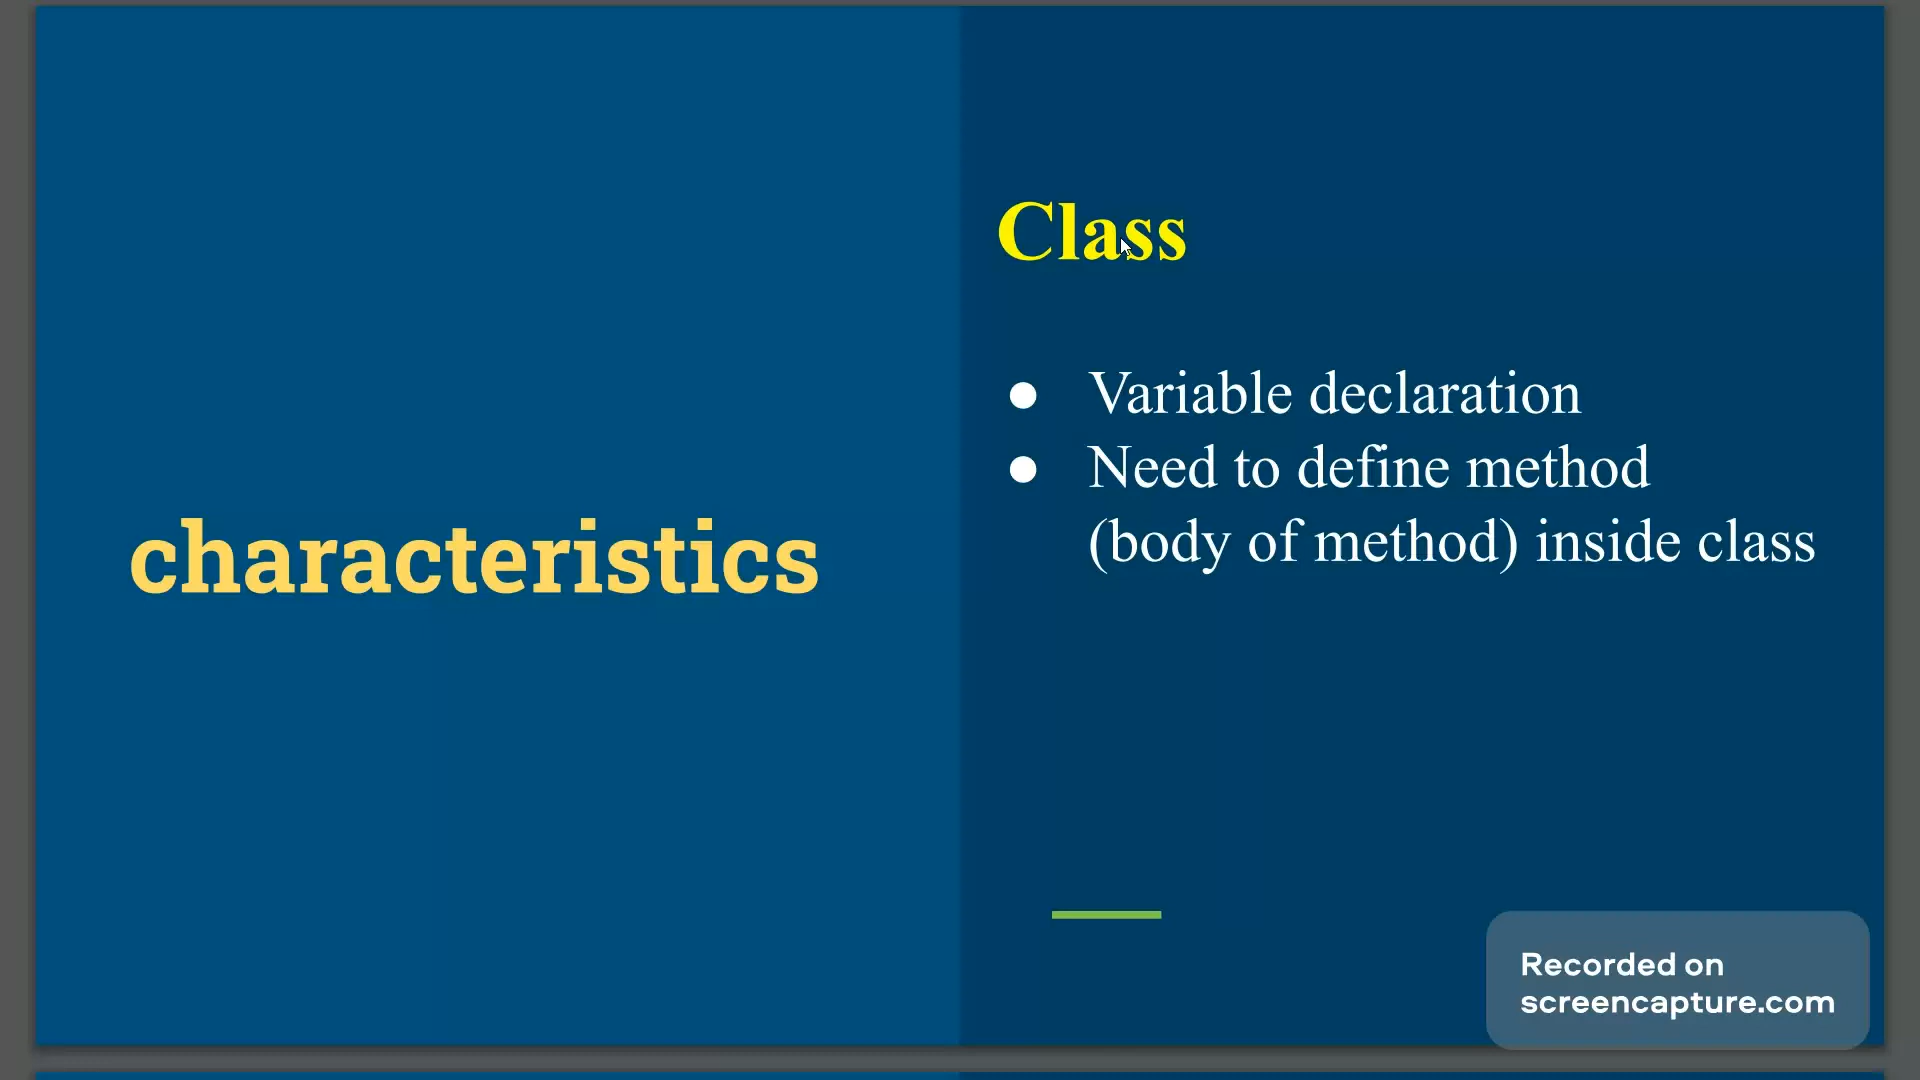 characteristics
Class
● Variable declaration
● Need to define method
(body of method) inside class
Recorded on
screencapture.com